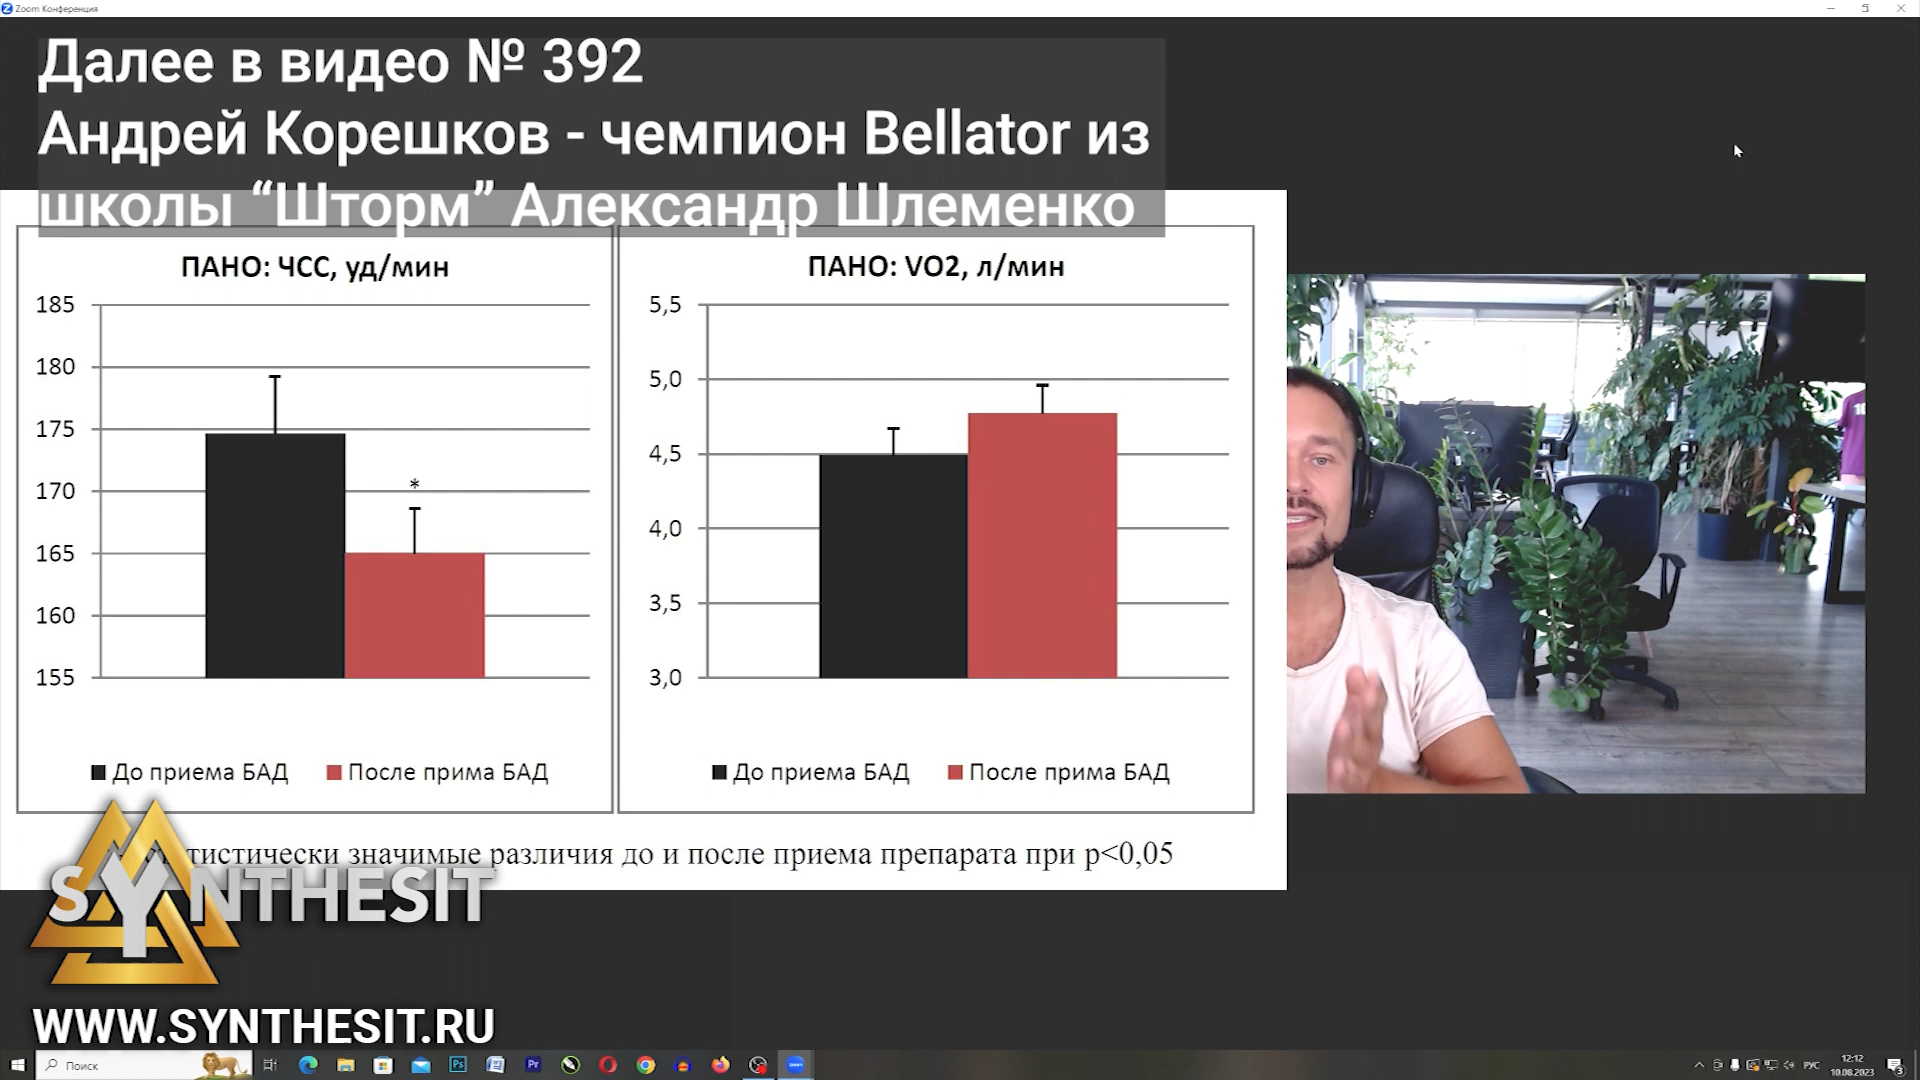 Zoom Конференция
Далее в видео № 392
Андрей Корешков - чемпион Bellator из
школы “Шторм” Александр Шлеменко
ПАНО: ЧСС, уд/мин
185
180
175
170
165
160
155
*
До приема БАД
После прима БАД
ПАНО: VO2, л/мин
5,5
5,0
4,5
4,0
3,5
3,0
До приема БАД
После прима БАД
значимые различия до и после приема препарата при p<0,05
SYNTHESIT
WWW.SYNTHESIT.RU
Поиск
РУС
12:12
10.08.2023